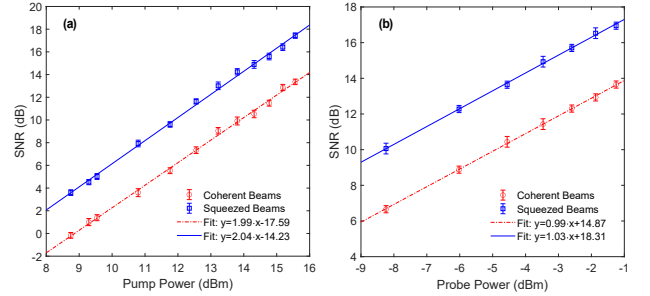 (a)
SNR (dB)
20
18
16
14
12
10
8
6
4
2
0
-2
Coherent Beams
Squeezed Beams
Fit: y=1.99·x-17.59
Fit: y=2.04·x-14.23
8 9 10 11 12 13 14 15 16
Pump Power (dBm)
(b)
SNR (dB)
18
16
14
12
10
8
6
4
Coherent Beams
Squeezed Beams
Fit: y=0.99·x+14.87
Fit: y=1.03·x+18.31
-9 -8 -7 -6 -5 -4 -3 -2 -1
Probe Power (dBm)